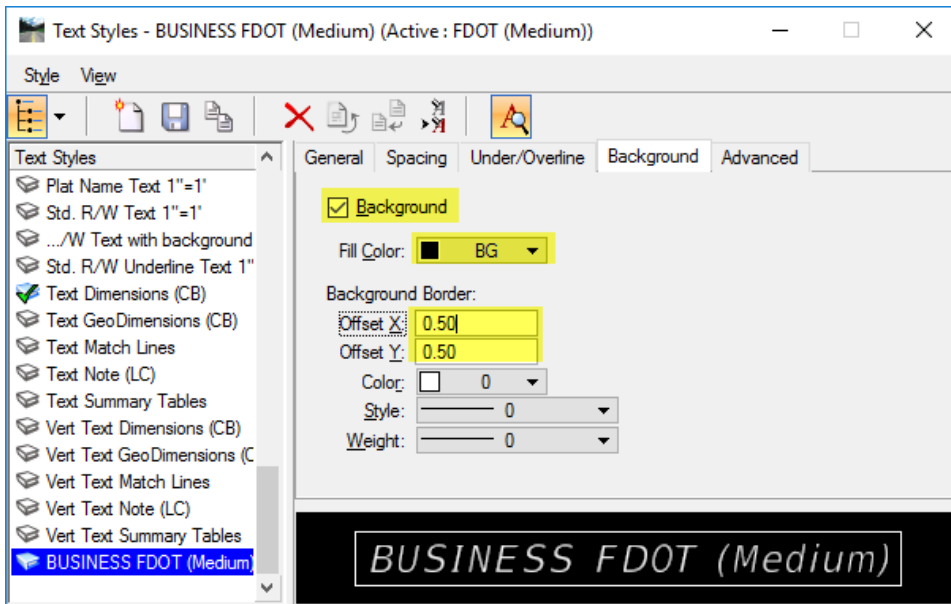 Text Styles - BUSINESS FDOT (Medium) (Active : FDOT (Medium))
Style View
Text Styles
Plat Name Text 1"=1'
Std. R/W Text 1"=1'
.../W Text with background
Std. R/W Underline Text 1"
Text Dimensions (CB)
Text GeoDimensions (CB)
Text Match Lines
Text Note (LC)
Text Summary Tables
Vert Text Dimensions (CB)
Vert Text GeoDimensions (C
Vert Text Match Lines
Vert Text Note (LC)
Vert Text Summary Tables
BUSINESS FDOT (Medium)
General Spacing Under/Overline Background Advanced
Background
Fill Color: BG
Background Border:
Offset X: 0.50
Offset Y: 0.50
Color: 0
Style: 0
Weight: 0
BUSINESS FDOT (Medium)